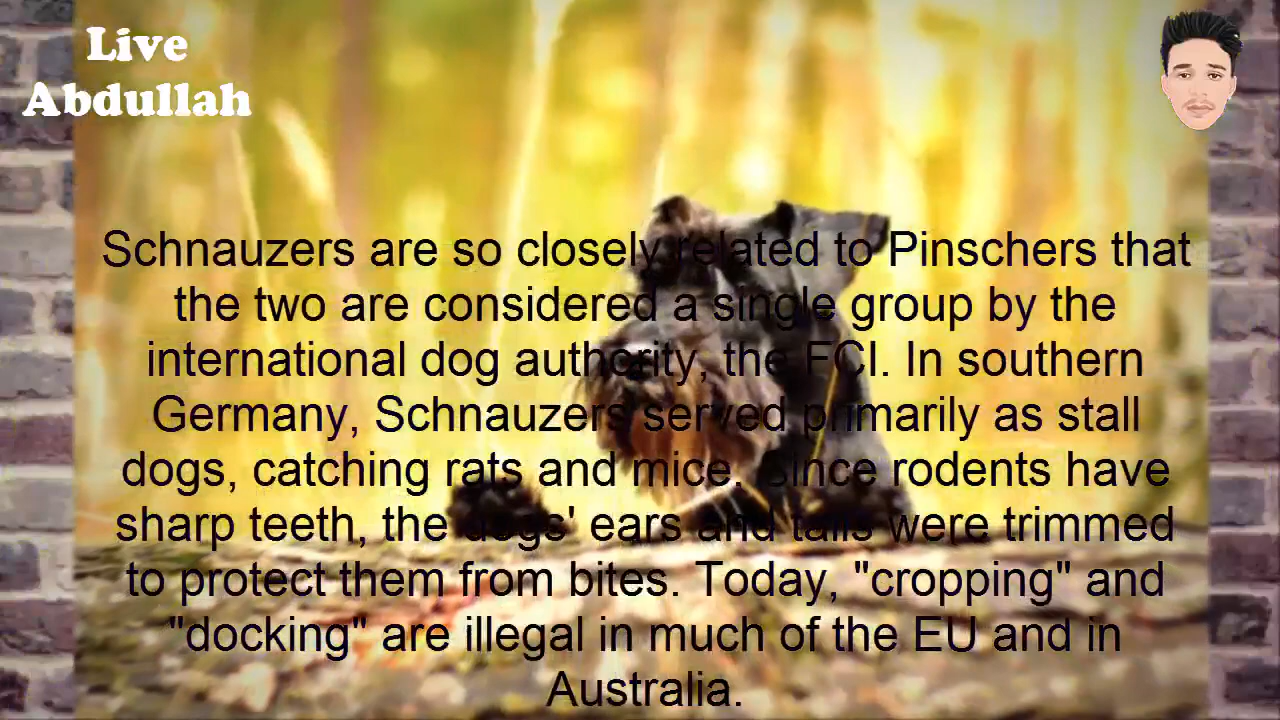 Live
Abdullah
Schnauzers are so closely related to Pinschers that
the two are considered a single group by the
international dog authority, the FCI. In southern
Germany, Schnauzers served primarily as stall
dogs, catching rats and mice. Since rodents have
sharp teeth, the dogs' ears and tails were trimmed
to protect them from bites. Today, "cropping" and
"docking" are illegal in much of the EU and in
Australia.